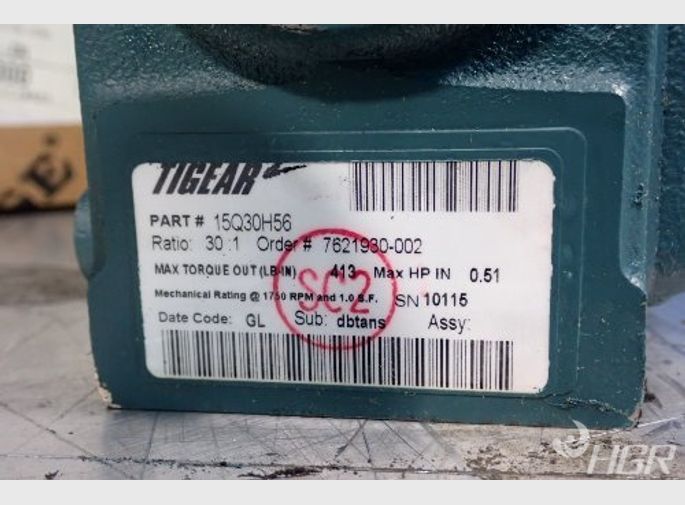 TIGEAR
PART # 15Q30H56
Ratio: 30 :1 Order # 7621930-002
MAX TORQUE OUT (LB-IN) 413 Max HP IN 0.51
Mechanical Rating @ 1750 RPM and 1.0 S.F. SN 10115
Date Code: GL Sub: dbtans Assy:
SC2
HGR